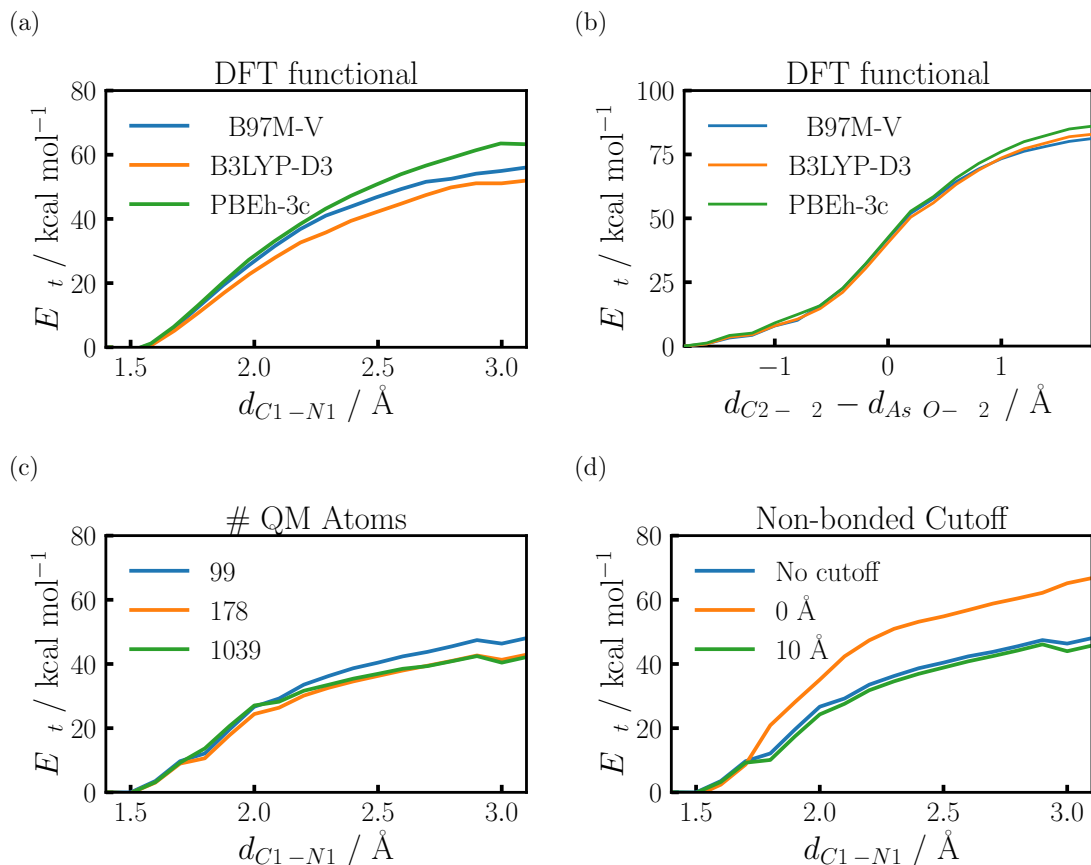 (a)
DFT functional
E t / kcal mol−1
80
60
40
20
0
B97M-V
B3LYP-D3
PBEh-3c
1.5 2.0 2.5 3.0
dC1−N1 / Å
(b)
DFT functional
E t / kcal mol−1
100
75
50
25
0
B97M-V
B3LYP-D3
PBEh-3c
−1 0 1
dC2− 2 − dAs O− 2 / Å
(c)
# QM Atoms
E t / kcal mol−1
80
60
40
20
0
99
178
1039
1.5 2.0 2.5 3.0
dC1−N1 / Å
(d)
Non-bonded Cutoff
E t / kcal mol−1
80
60
40
20
0
No cutoff
0 Å
10 Å
1.5 2.0 2.5 3.0
dC1−N1 / Å